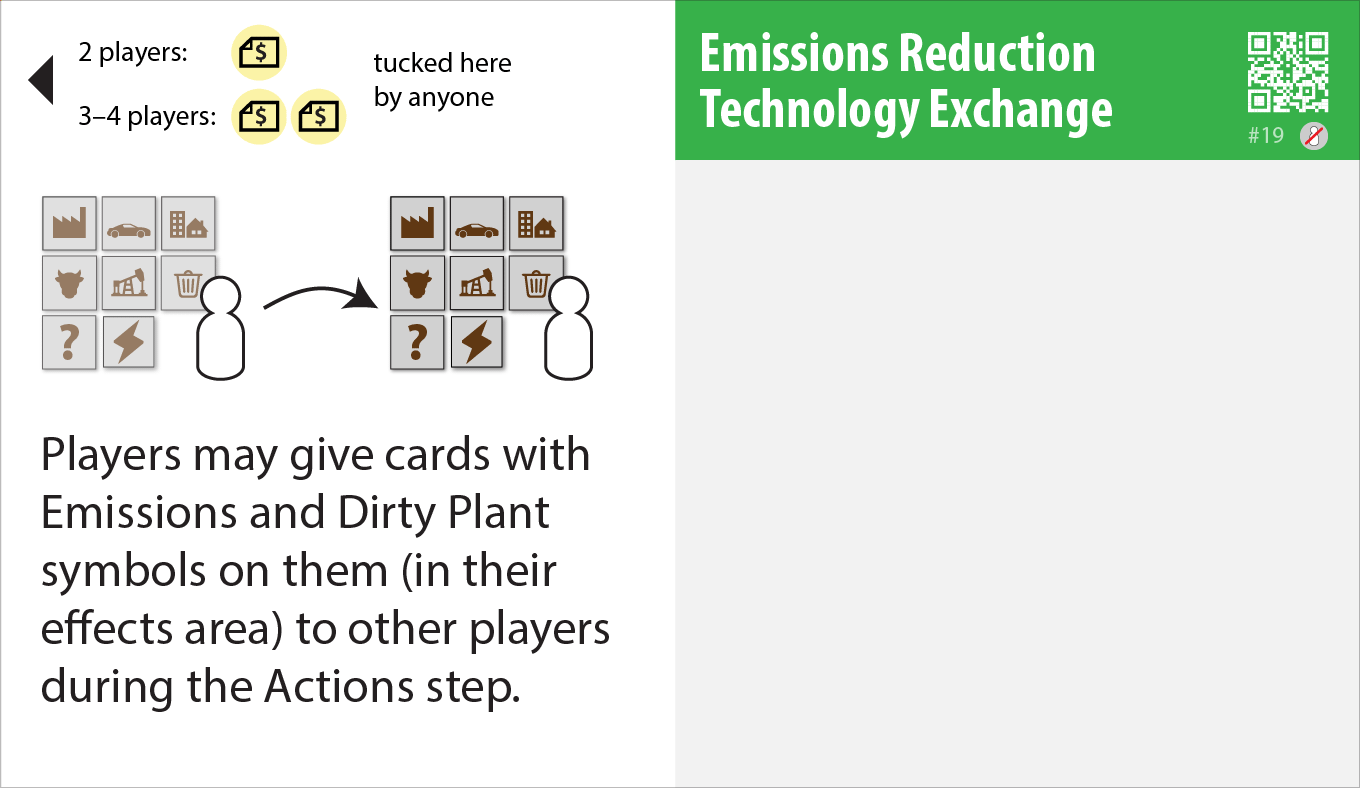 2 players:
$
3–4 players:
$ $
tucked here
by anyone
?
?
Players may give cards with
Emissions and Dirty Plant
symbols on them (in their
effects area) to other players
during the Actions step.
Emissions Reduction
Technology Exchange
#19